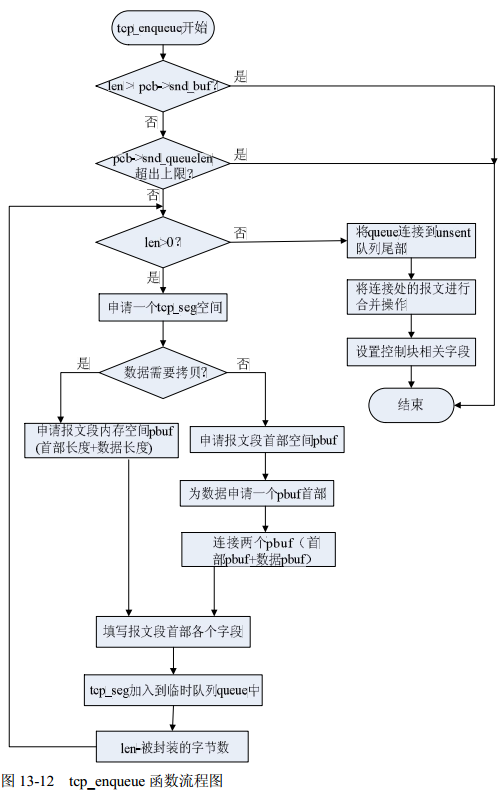 tcp_enqueue开始
len> pcb->snd_buf?
是
否
pcb->snd_queuelen
超出上限?
是
否
len>0?
否
是
将queue连接到unsent
队列尾部
将连接处的报文进行
合并操作
设置控制块相关字段
结束
申请一个tcp_seg空间
数据需要拷贝?
是
否
申请报文段内存空间pbuf
(首部长度+数据长度)
申请报文段首部空间pbuf
为数据申请一个pbuf首部
连接两个pbuf(首
部pbuf+数据pbuf)
填写报文段首部各个字段
tcp_seg加入到临时队列queue中
len-被封装的字节数
图 13-12 tcp_enqueue 函数流程图